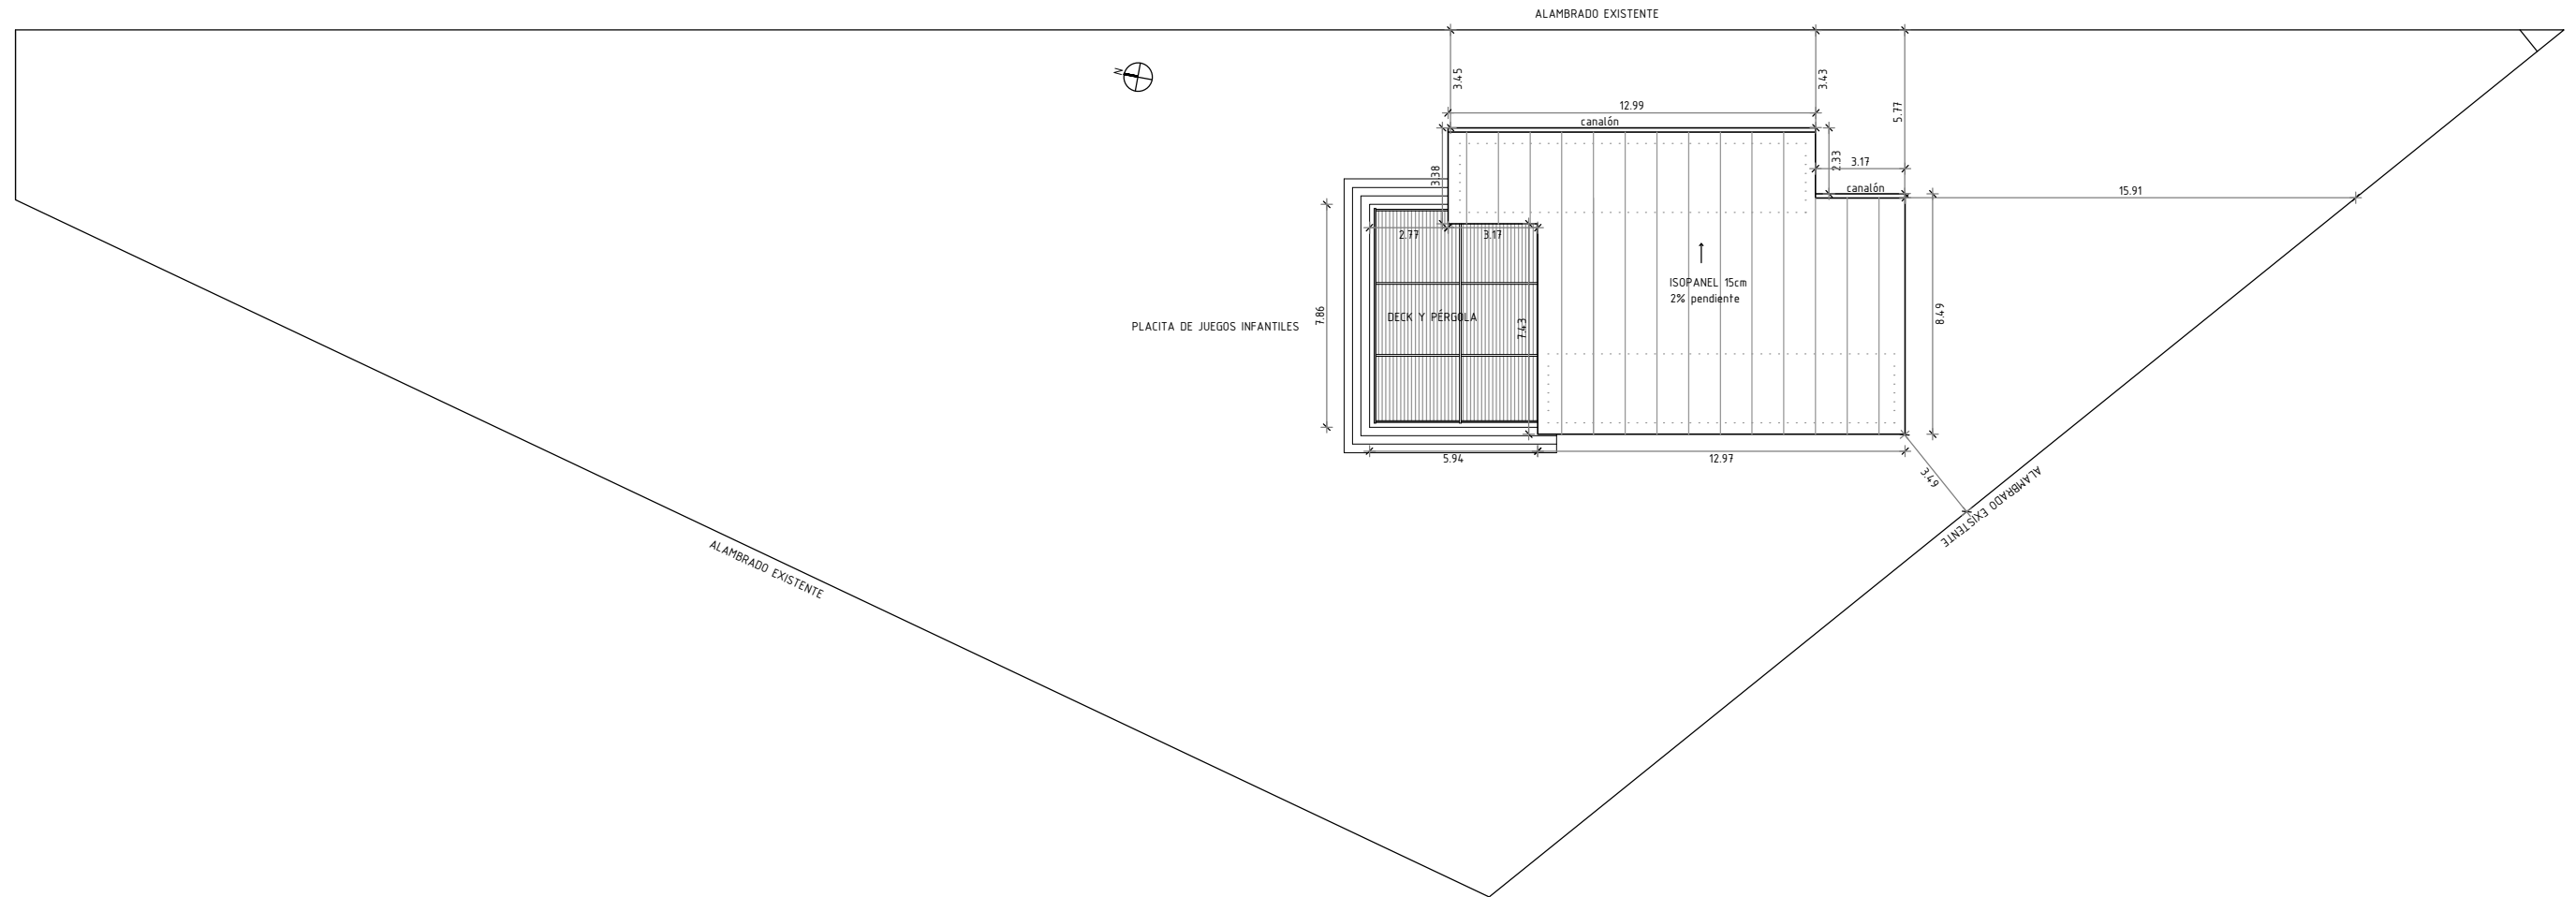 ALAMBRADO EXISTENTE
N
3.45
3.43
5.77
12.99
canalón
3.38
2.33
3.17
canalón
15.91
2.77
3.17
ISOPANEL 15cm
2% pendiente
7.86
DECK Y PÉRGOLA
7.43
8.49
PLACITA DE JUEGOS INFANTILES
5.94
12.97
3.49
ALAMBRADO EXISTENTE
ALAMBRADO EXISTENTE